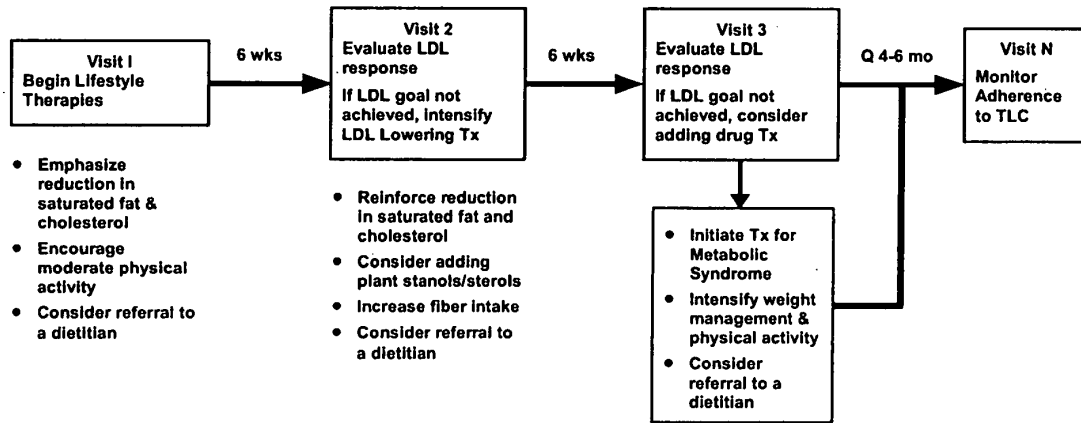 Visit I
Begin Lifestyle
Therapies
6 wks
Visit 2
Evaluate LDL
response
If LDL goal not
achieved, intensify
LDL Lowering Tx
6 wks
Visit 3
Evaluate LDL
response
If LDL goal not
achieved, consider
adding drug Tx
Q 4-6 mo
Visit N
Monitor
Adherence
to TLC
• Emphasize
reduction in
saturated fat &
cholesterol
• Encourage
moderate physical
activity
• Consider referral to
a dietitian
• Reinforce reduction
in saturated fat and
cholesterol
• Consider adding
plant stanols/sterols
• Increase fiber intake
• Consider referral to
a dietitian
• Initiate Tx for
Metabolic
Syndrome
• Intensify weight
management &
physical activity
• Consider
referral to a
dietitian